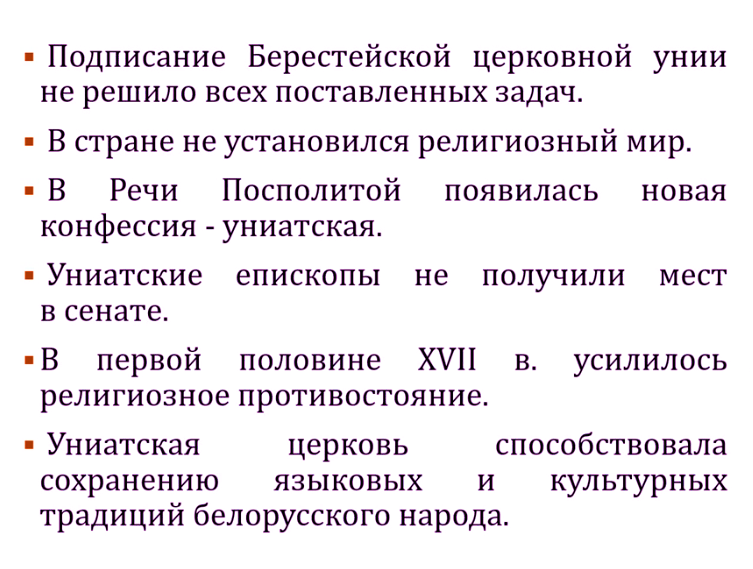 ▪ Подписание Берестейской церковной унии
не решило всех поставленных задач.
▪ В стране не установился религиозный мир.
▪ В Речи Посполитой появилась новая
конфессия - униатская.
▪ Униатские епископы не получили мест
в сенате.
▪ В первой половине XVII в. усилилось
религиозное противостояние.
▪ Униатская церковь способствовала
сохранению языковых и культурных
традиций белорусского народа.